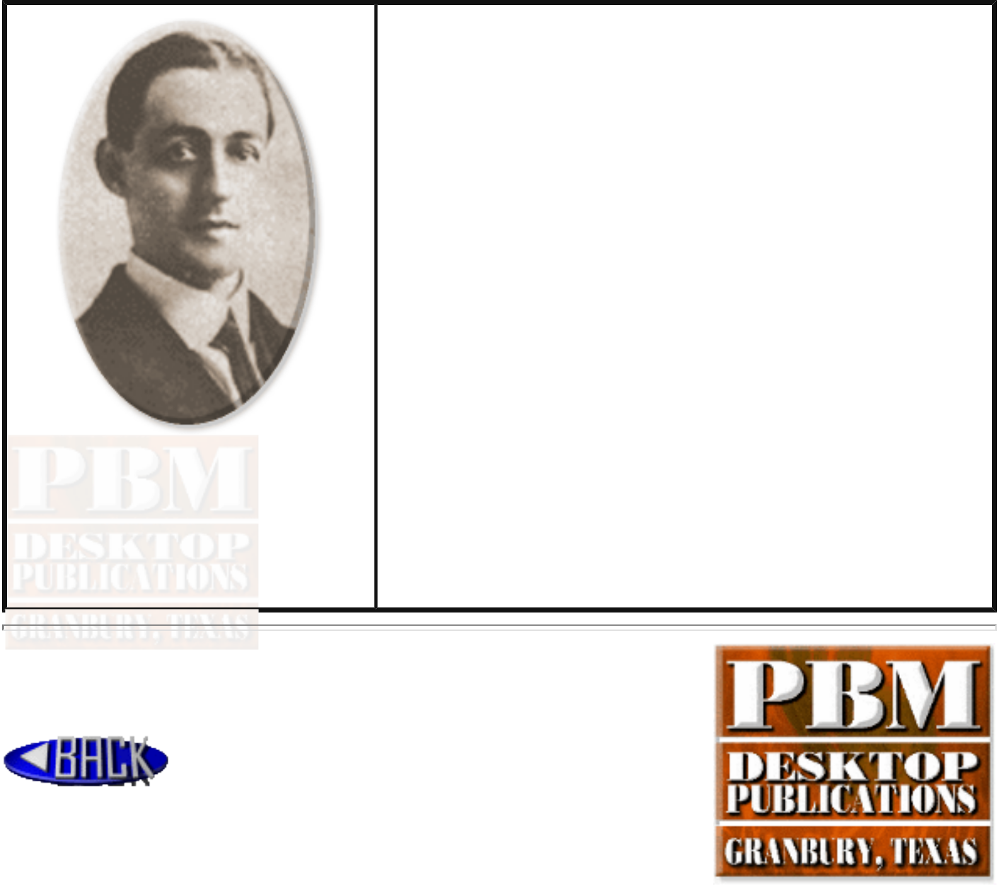 PBM
DESKTOP
PUBLICATIONS
GRANBURY, TEXAS
BACK
PBM
DESKTOP
PUBLICATIONS
GRANBURY, TEXAS